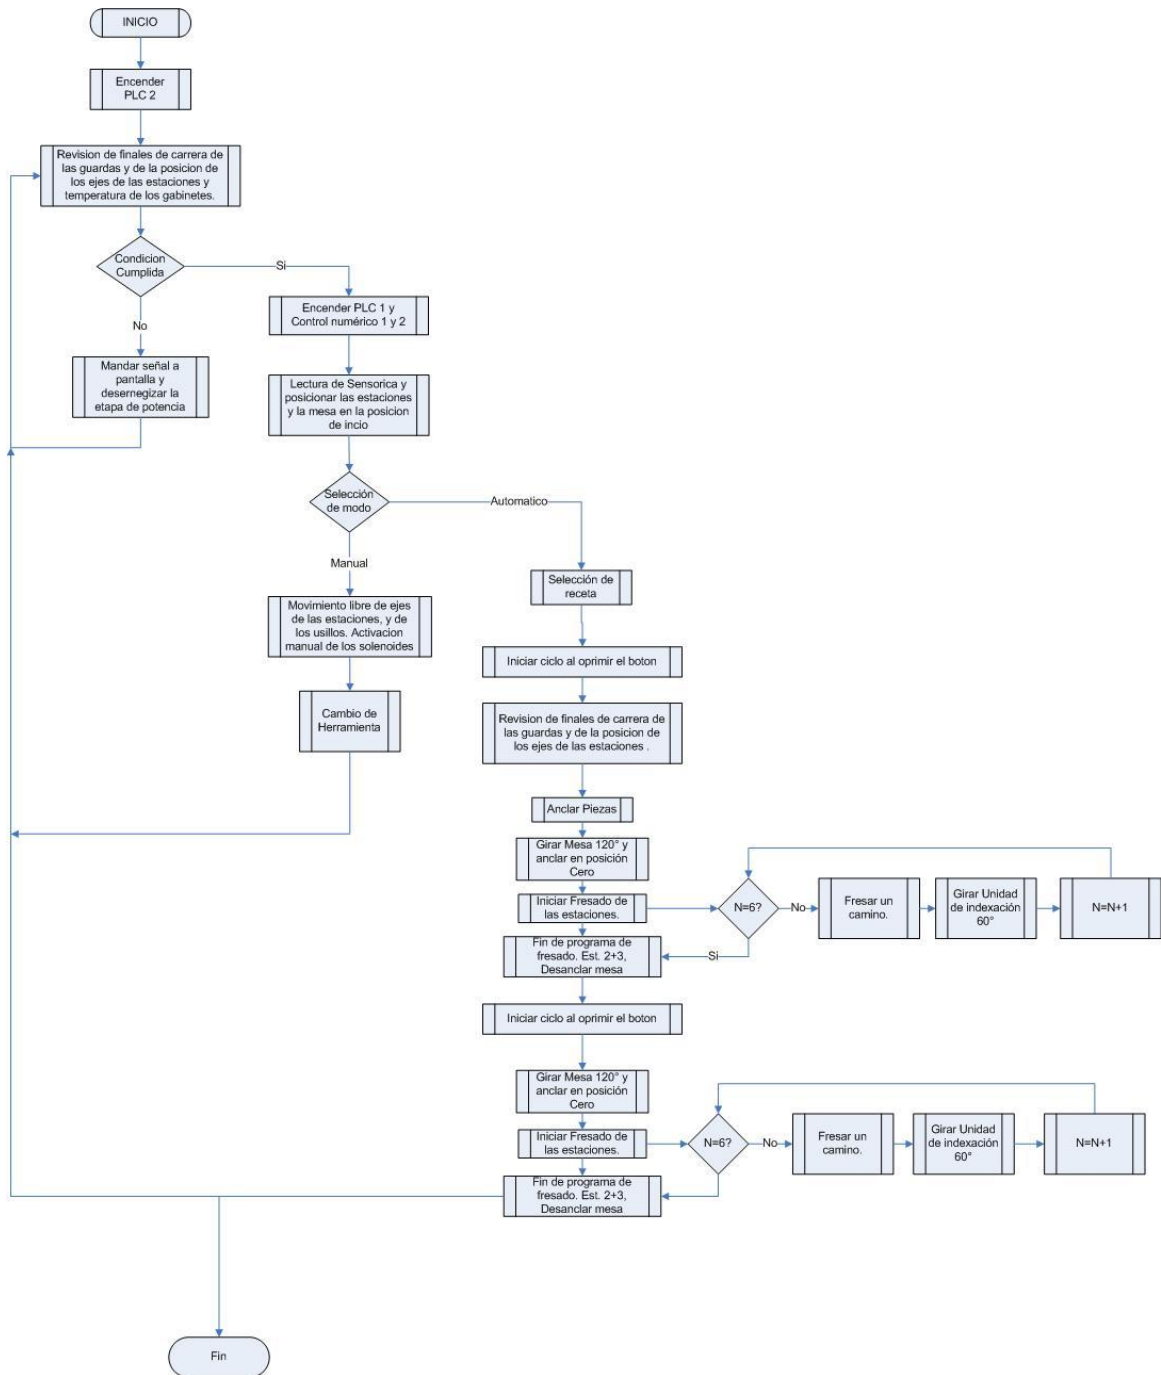 INICIO
Encender
PLC 2
Revision de finales de carrera de
las guardas y de la posicion de
los ejes de las estaciones y
temperatura de los gabinetes.
Condicion
Cumplida
Si
No
Encender PLC 1 y
Control numérico 1 y 2
Mandar señal a
pantalla y
desernegizar la
etapa de potencia
Lectura de Sensorica y
posicionar las estaciones
y la mesa en la posicion
de incio
Selección
de modo
Automatico
Manual
Selección de
receta
Movimiento libre de ejes
de las estaciones, y de
los usillos. Activacion
manual de los solenoides
Iniciar ciclo al oprimir el boton
Cambio de
Herramienta
Revision de finales de carrera de
las guardas y de la posicion de
los ejes de las estaciones .
Anclar Piezas
Girar Mesa 120° y
anclar en posición
Cero
Iniciar Fresado de
las estaciones.
N=6?
No
Fresar un
camino.
Girar Unidad
de indexación
60°
N=N+1
Si
Fin de programa de
fresado. Est. 2+3,
Desanclar mesa
Iniciar ciclo al oprimir el boton
Girar Mesa 120° y
anclar en posición
Cero
Iniciar Fresado de
las estaciones.
N=6?
No
Fresar un
camino.
Girar Unidad
de indexación
60°
N=N+1
Fin de programa de
fresado. Est. 2+3,
Desanclar mesa
Fin